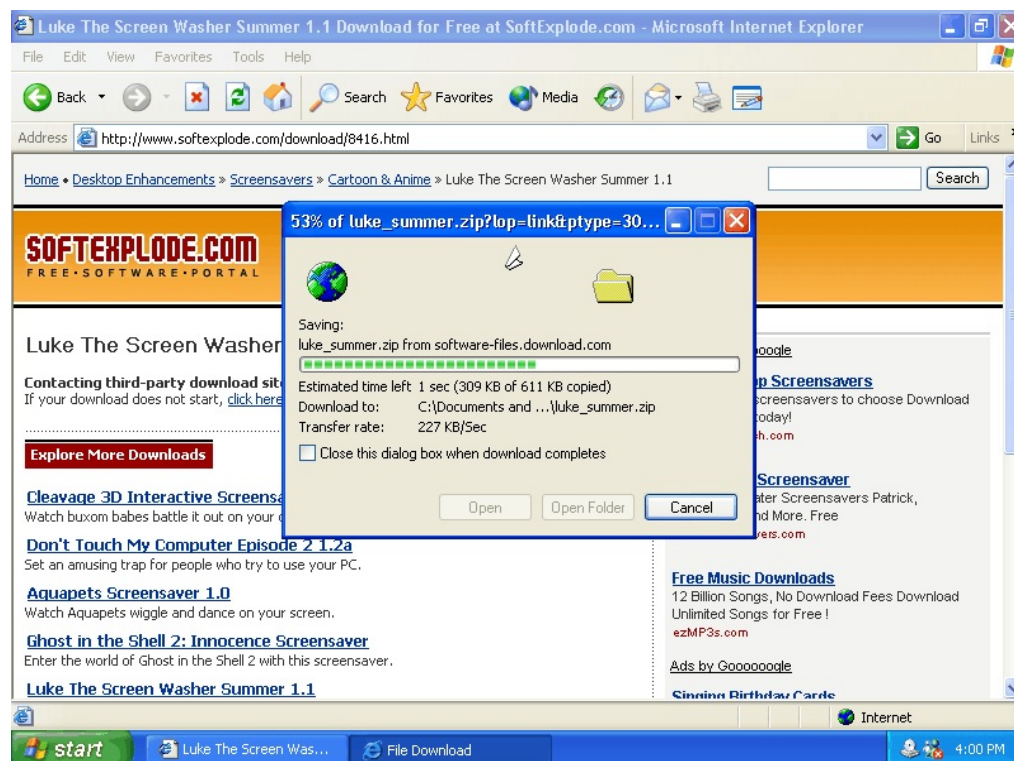 Luke The Screen Washer Summer 1.1 Download for Free at SoftExplode.com - Microsoft Internet Explorer
File Edit View Favorites Tools Help
Back Search Favorites Media
Address http://www.softexplode.com/download/8416.html Go Links
Home • Desktop Enhancements » Screensavers » Cartoon & Anime » Luke The Screen Washer Summer 1.1 Search
SOFTEXPLODE.COM
FREE•SOFTWARE•PORTAL
53% of luke_summer.zip?lop=link&ptype=30...
Saving:
luke_summer.zip from software-files.download.com
Estimated time left 1 sec (309 KB of 611 KB copied)
Download to: C:\Documents and ...\luke_summer.zip
Transfer rate: 227 KB/Sec
Close this dialog box when download completes
Open Open Folder Cancel
Luke The Screen Washer
Contacting third-party download
If your download does not start, click here
Explore More Downloads
Cleavage 3D Interactive
Watch buxom babes battle it out on your
Don't Touch My Computer Episode 2 1.2a
Set an amusing trap for people who try to use your PC.
Aquapets Screensaver 1.0
Watch Aquapets wiggle and dance on your screen.
Ghost in the Shell 2: Innocence Screensaver
Enter the world of Ghost in the Shell 2 with this screensaver.
Luke The Screen Washer Summer 1.1
Screensavers
screensavers to choose Download
today!
Screensaver
Screensavers Patrick,
and More. Free
Free Music Downloads
12 Billion Songs, No Download Fees Download
Unlimited Songs for Free !
ezMP3s.com
Ads by Goooooogle
Singing Birthday Cards
Internet
start Luke The Screen Was... File Download 4:00 PM